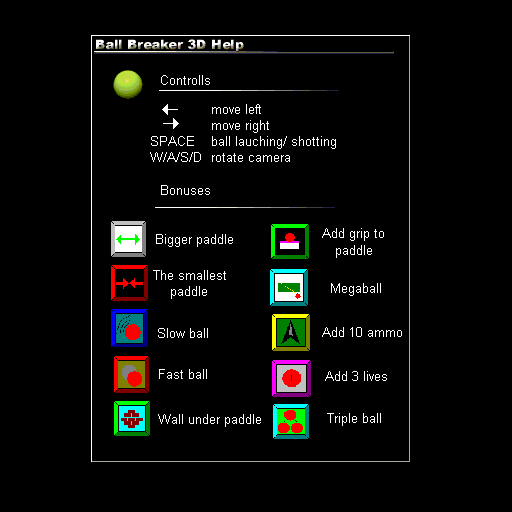 Ball Breaker 3D Help
Controlls
← move left
→ move right
SPACE ball lauching/ shotting
W/A/S/D rotate camera
Bonuses
Bigger paddle
The smallest
paddle
Slow ball
Fast ball
Wall under paddle
Add grip to
paddle
Megaball
Add 10 ammo
Add 3 lives
Triple ball